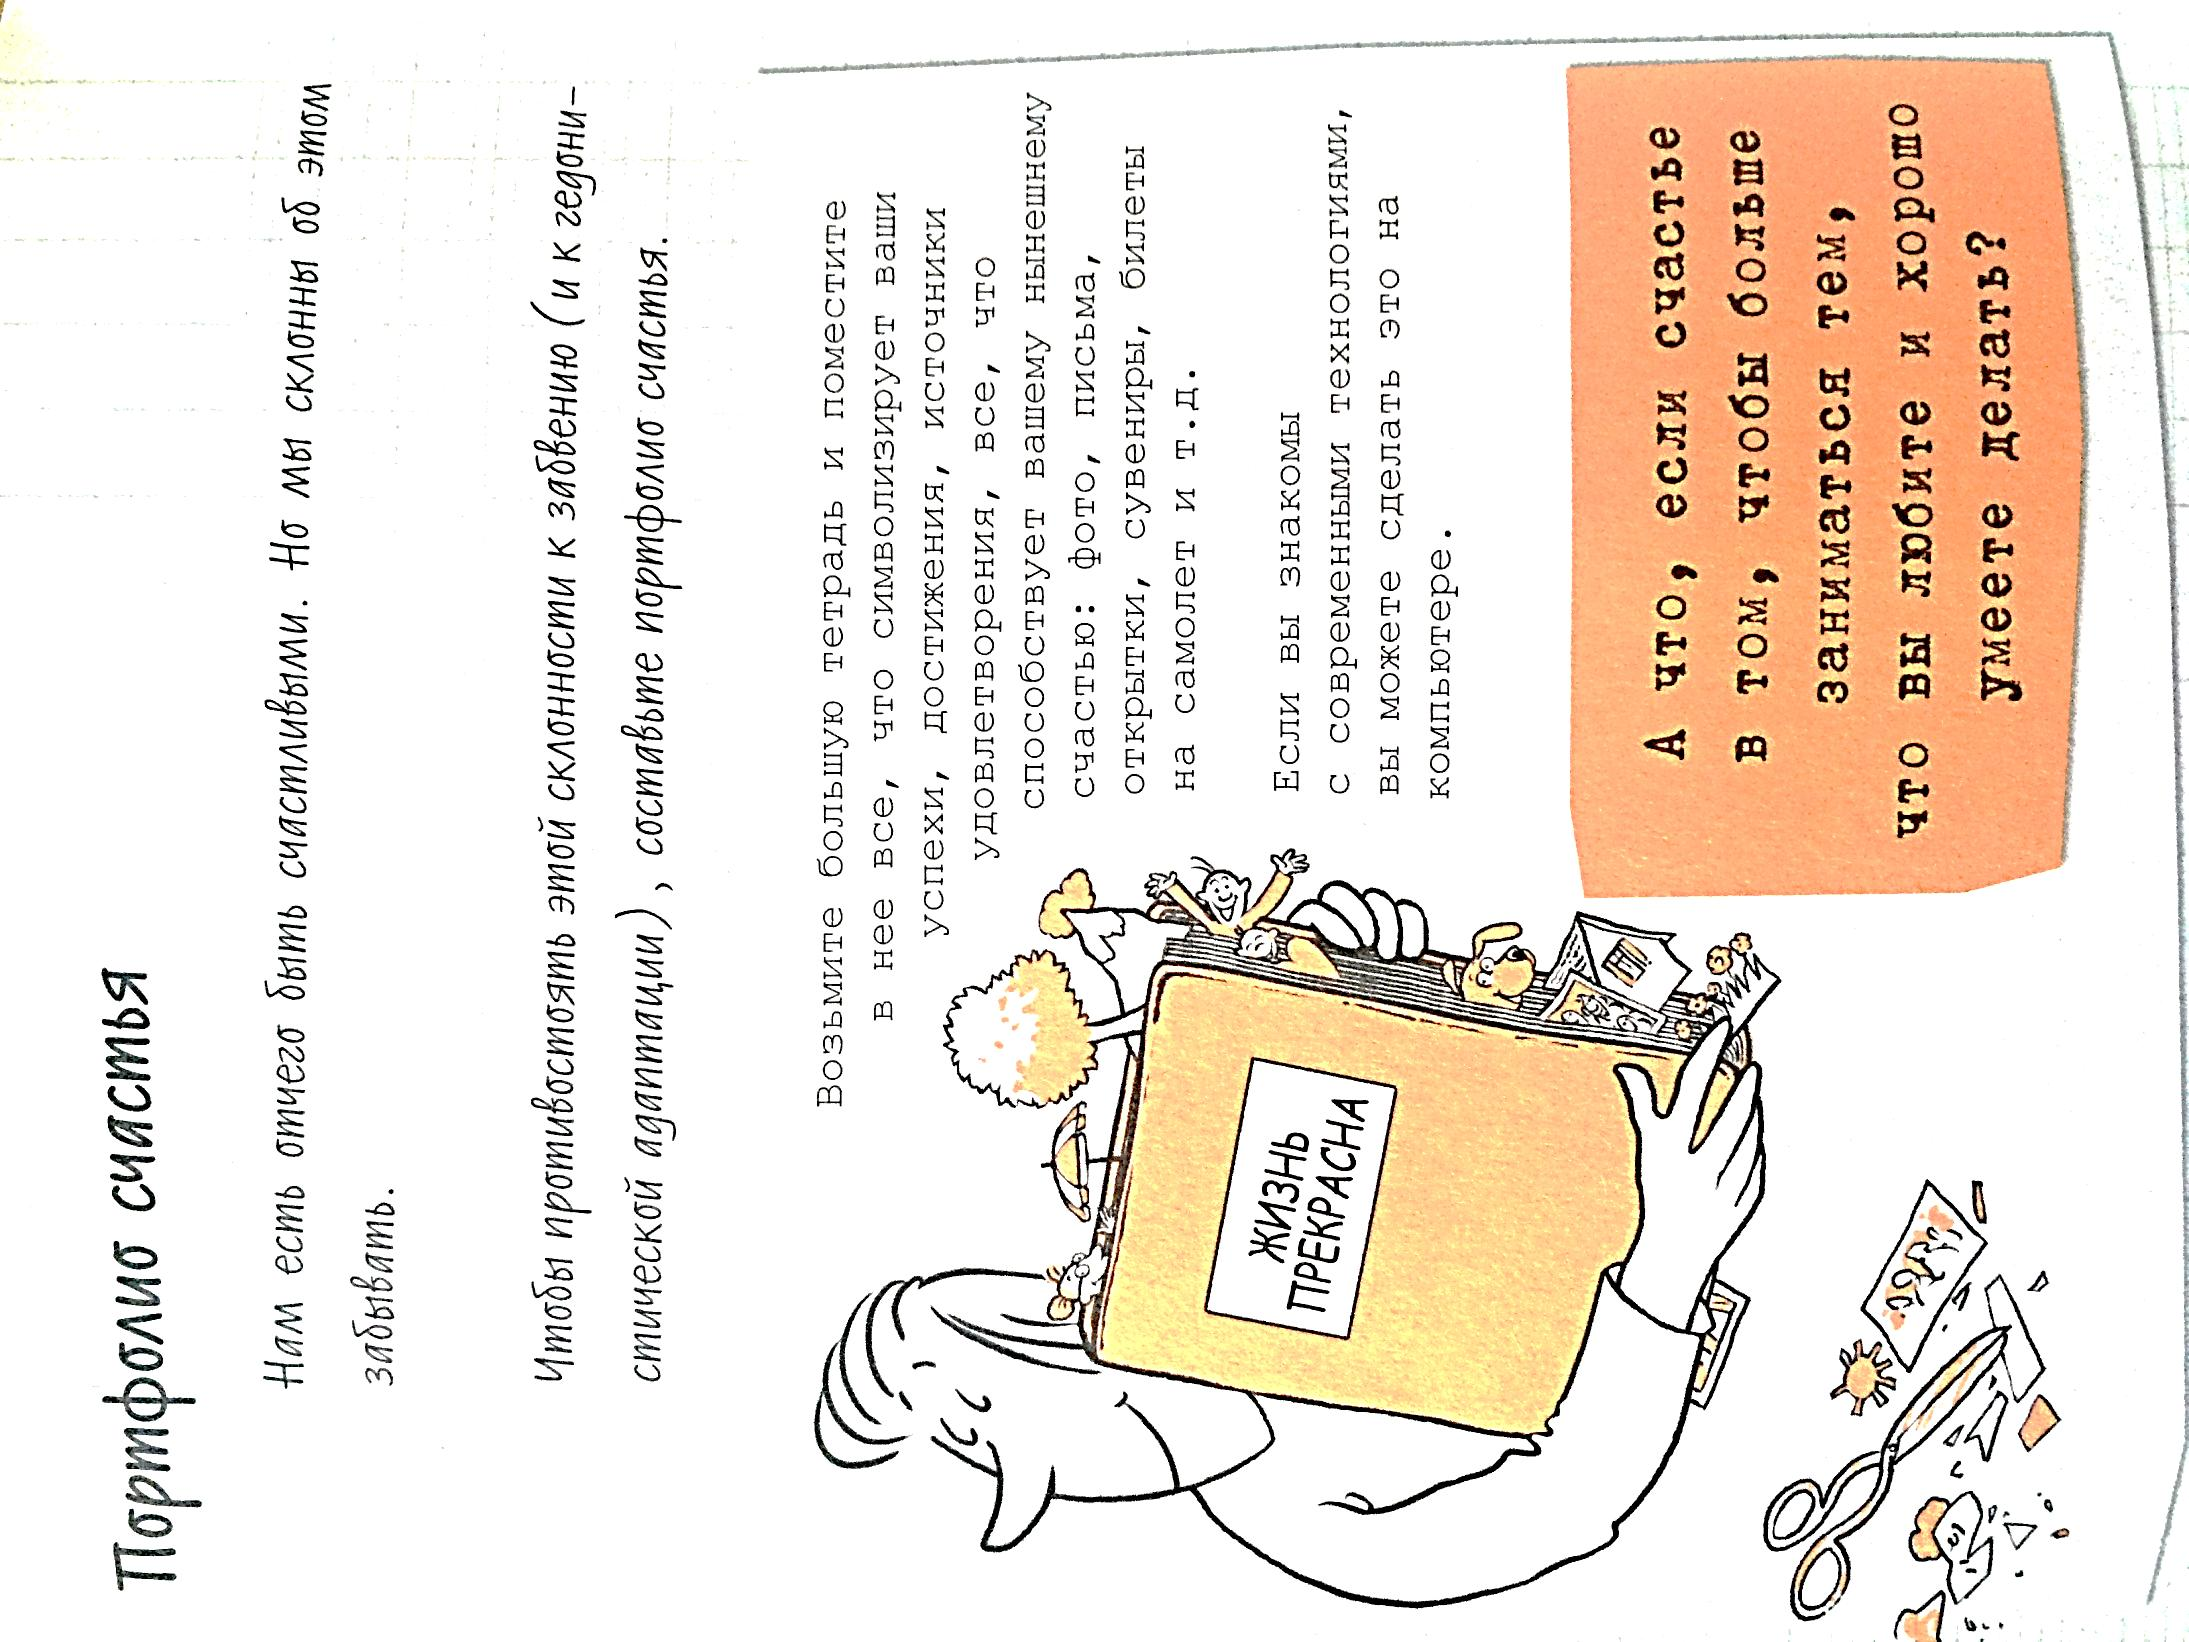 Портфолио счастья
Нам есть отчего быть счастливыми. Но мы склонны об этом
забывать.
Чтобы противостоять этой склонности к забвению (и к гедони-
стической адаптации), составьте портфолио счастья.
Возьмите большую тетрадь и поместите
в нее все, что символизирует ваши
успехи, достижения, источники
удовлетворения, все, что
способствует вашему нынешнему
счастью: фото, письма,
открытки, сувениры, билеты
на самолет и т.д.
Если вы знакомы
с современными технологиями,
вы можете сделать это на
компьютере.
ЖИЗНЬ
ПРЕКРАСНА
А что, если счастье
в том, чтобы больше
заниматься тем,
что вы любите и хорошо
умеете делать?